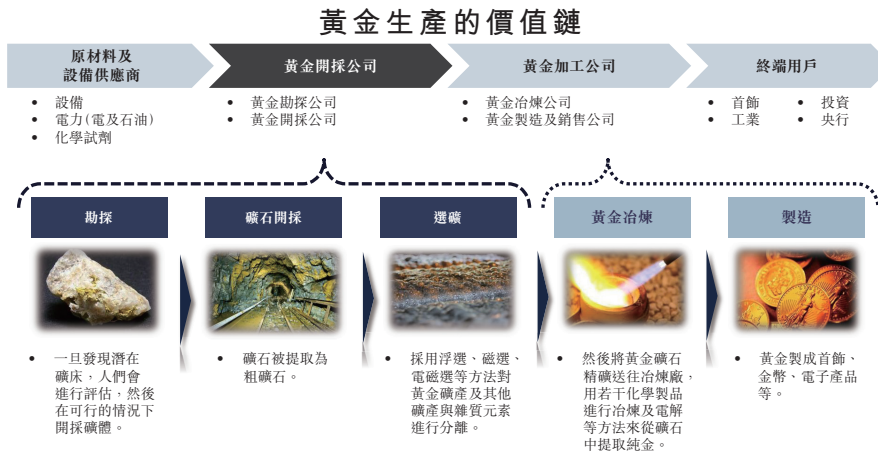 黃金生產的價值鏈
原材料及
設備供應商
黃金開採公司
黃金加工公司
終端用戶
• 設備
• 電力(電及石油)
• 化學試劑
• 黃金勘探公司
• 黃金開採公司
• 黃金冶煉公司
• 黃金製造及銷售公司
• 首飾 • 投資
• 工業 • 央行
勘探
礦石開採
選礦
黃金冶煉
製造
• 一旦發現潛在
礦床，人們會
進行評估，然後
在可行的情況下
開採礦體。
• 礦石被提取為
粗礦石。
• 採用浮選、磁選、
電磁選等方法對
黃金礦產及其他
礦產與雜質元素
進行分離。
• 然後將黃金礦石
精礦送往冶煉廠，
用若干化學製品
進行冶煉及電解
等方法來從礦石
中提取純金。
• 黃金製成首飾、
金幣、電子產品
等。